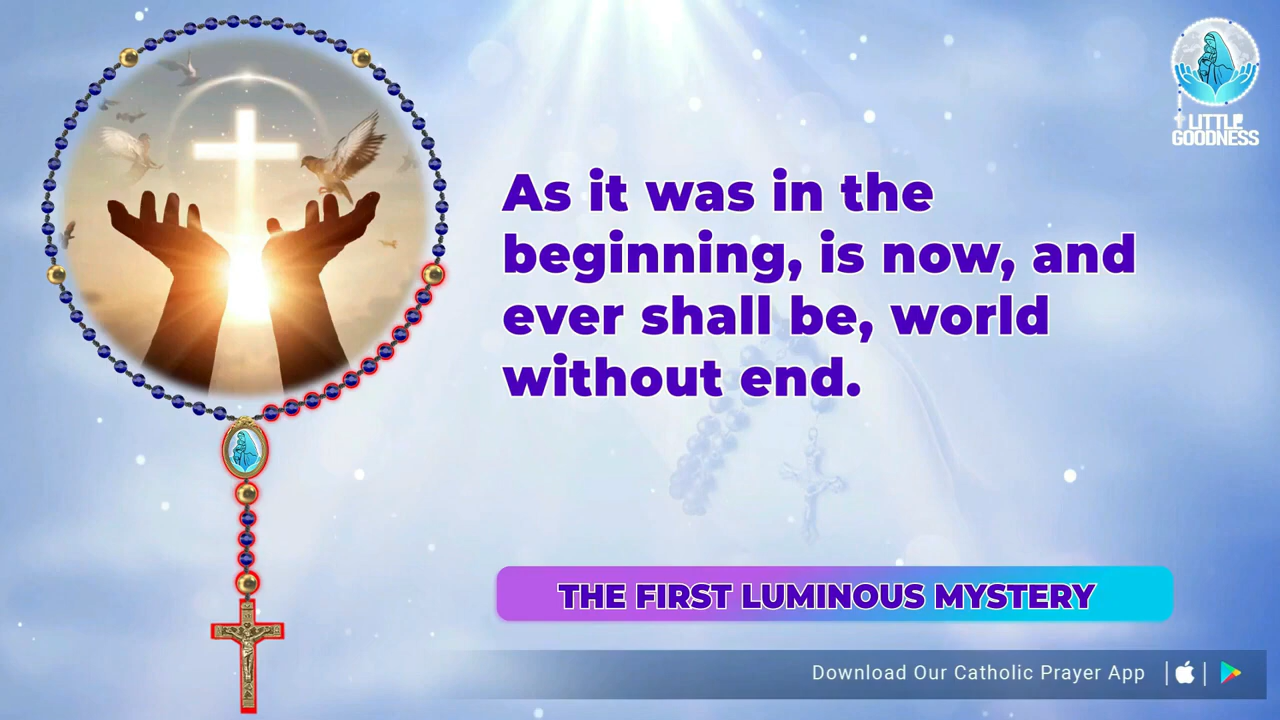 As it was in the
beginning, is now, and
ever shall be, world
without end.
THE FIRST LUMINOUS MYSTERY
Download Our Catholic Prayer App
LITTLE
GOODNESS